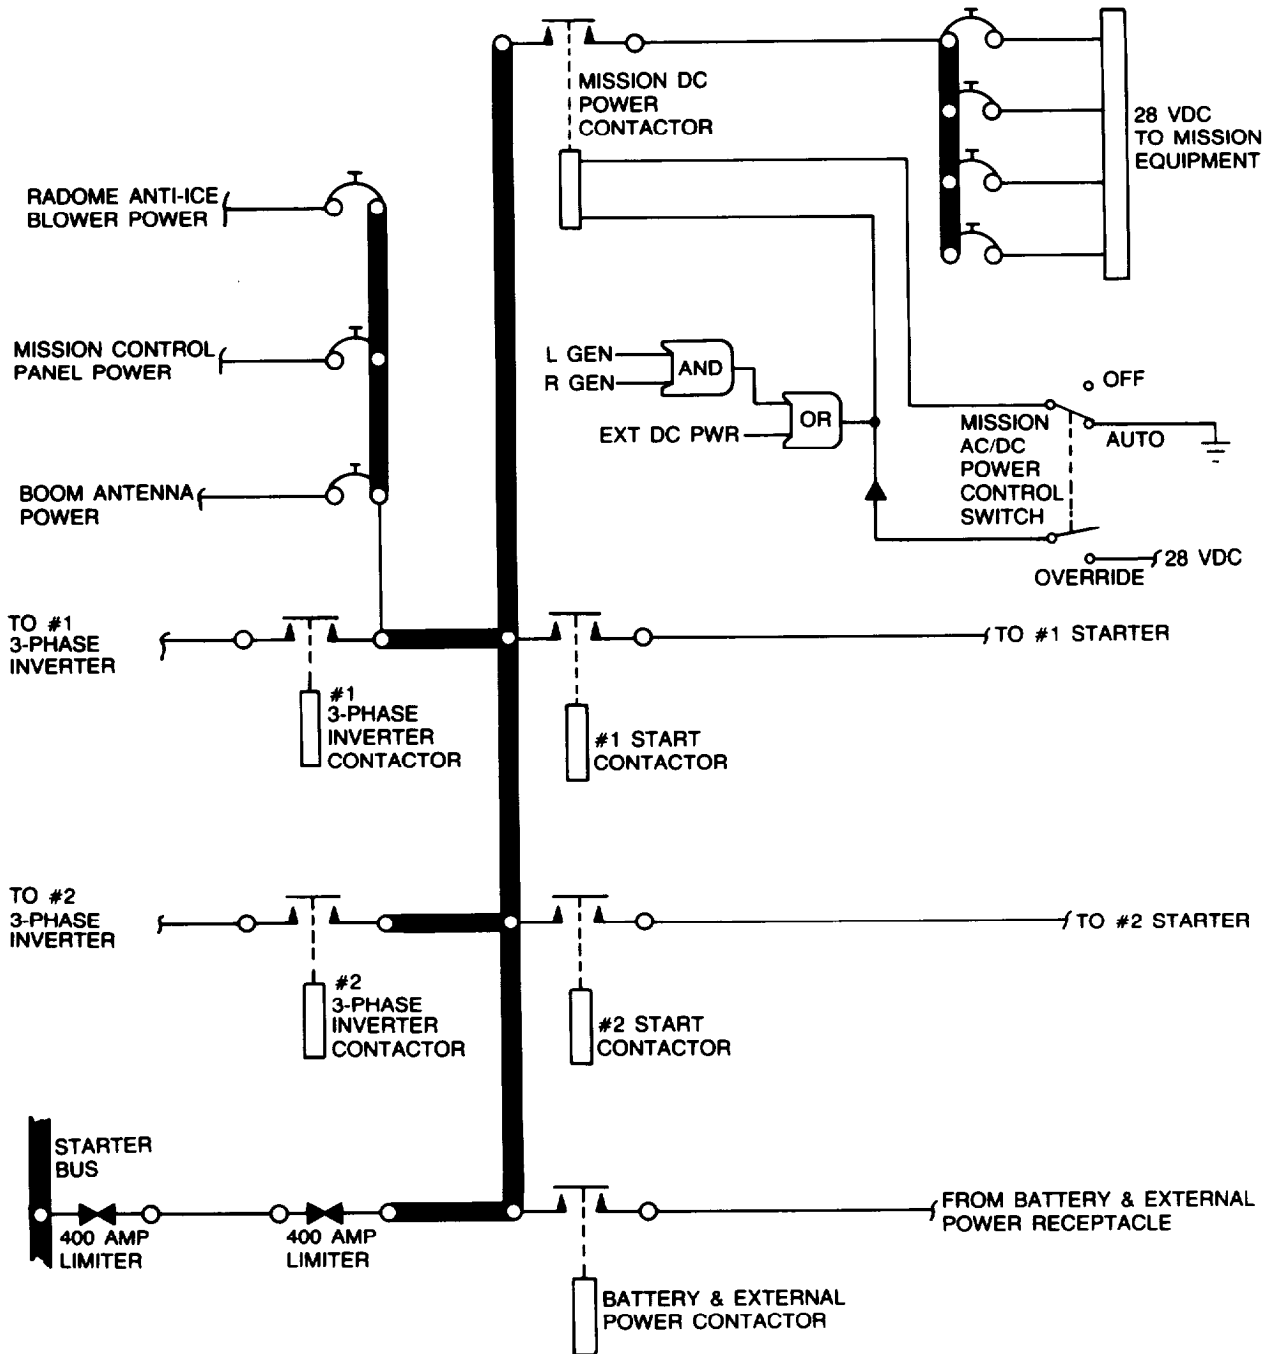 MISSION DC
POWER
CONTACTOR
28 VDC
TO MISSION
EQUIPMENT
RADOME ANTI-ICE
BLOWER POWER
MISSION CONTROL
PANEL POWER
BOOM ANTENNA
POWER
L GEN
R GEN
AND
EXT DC PWR
OR
OFF
AUTO
MISSION
AC/DC
POWER
CONTROL
SWITCH
OVERRIDE
28 VDC
TO #1
3-PHASE
INVERTER
#1
3-PHASE
INVERTER
CONTACTOR
TO #1 STARTER
#1 START
CONTACTOR
TO #2
3-PHASE
INVERTER
#2
3-PHASE
INVERTER
CONTACTOR
TO #2 STARTER
#2 START
CONTACTOR
STARTER
BUS
400 AMP
LIMITER
400 AMP
LIMITER
FROM BATTERY & EXTERNAL
POWER RECEPTACLE
BATTERY & EXTERNAL
POWER CONTACTOR